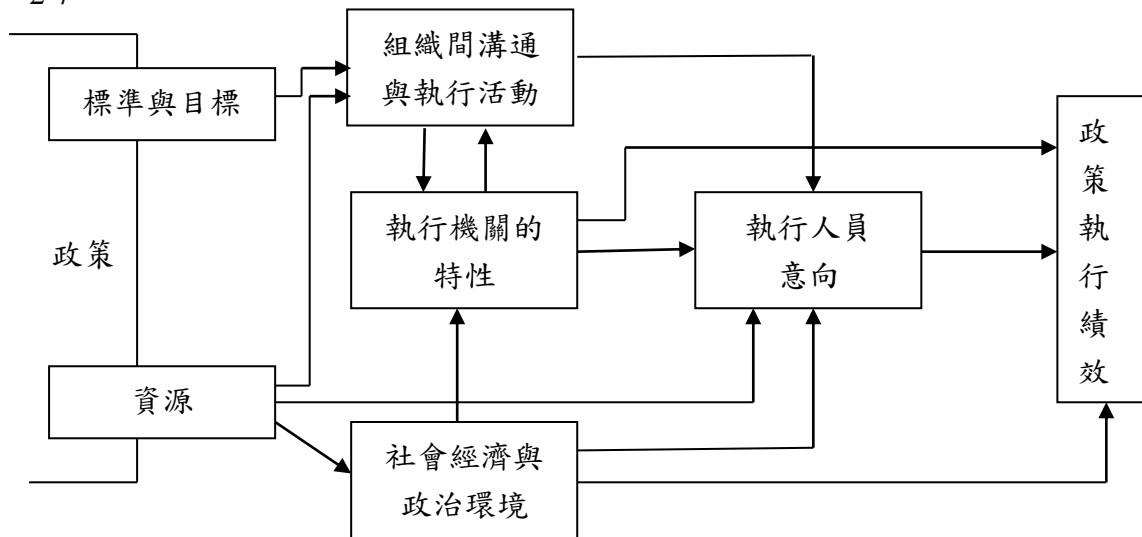 組織間溝通
與執行活動
標準與目標
政
策
執
行
績
效
執行機關的
特性
執行人員
意向
政策
資源
社會經濟與
政治環境